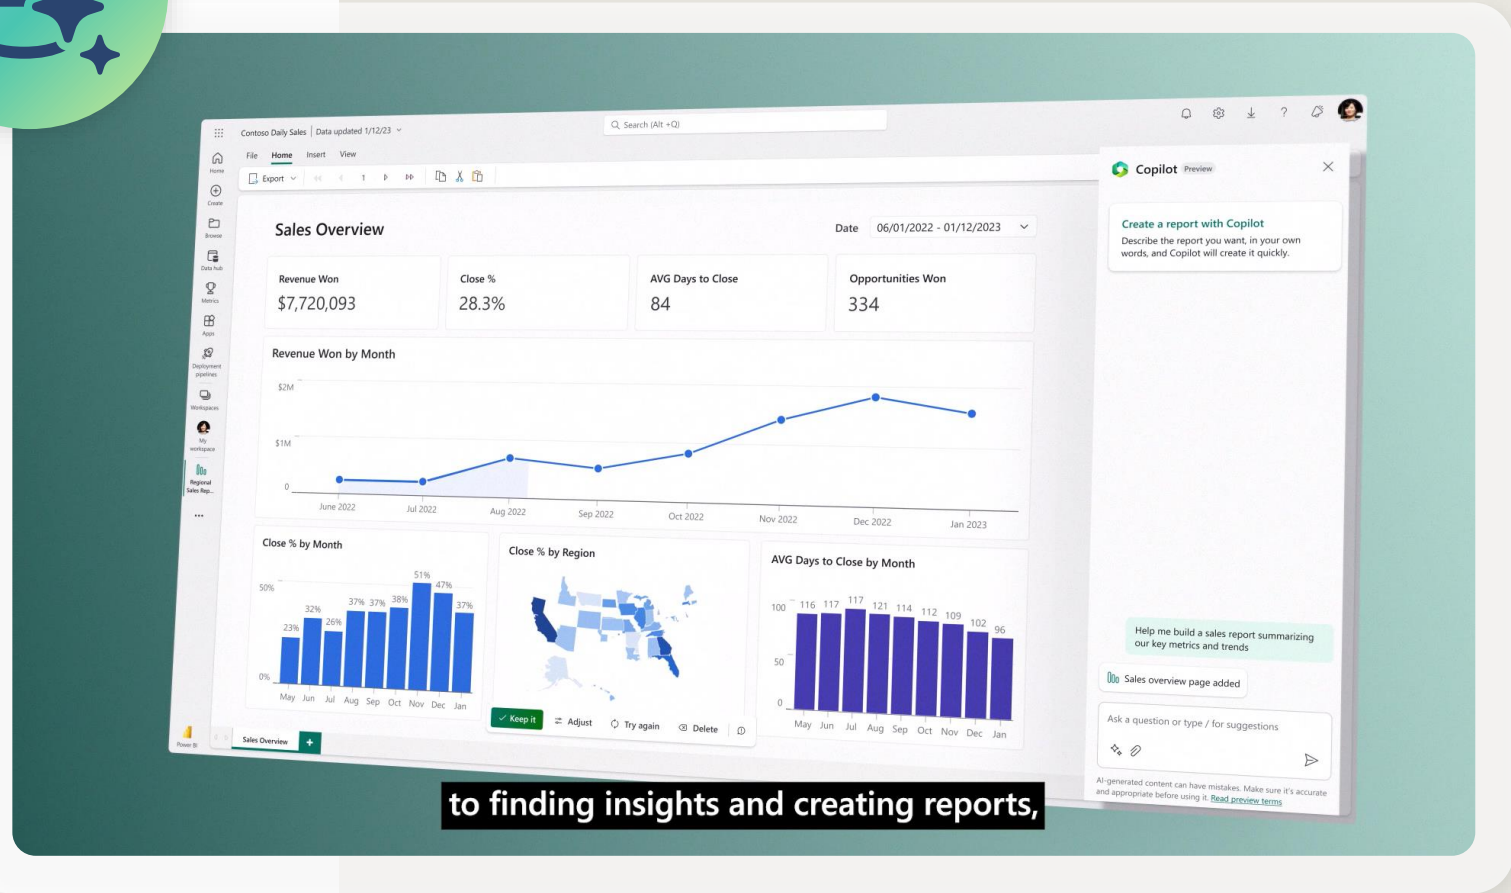 Contoso Daily Sales | Data updated 1/12/23
Search (Alt +Q)
File Home Insert View
Export 1
Home
Create
Browse
Data hub
Metrics
Apps
Deployment
pipelines
Workspaces
My
workspace
Regional
Sales Rep...
...
Power BI
Sales Overview
Date 06/01/2022 - 01/12/2023
Revenue Won
$7,720,093
Close %
28.3%
AVG Days to Close
84
Opportunities Won
334
Revenue Won by Month
$2M
$1M
0
June 2022 Jul 2022 Aug 2022 Sep 2022 Oct 2022 Nov 2022 Dec 2022 Jan 2023
Close % by Month
50%
0%
23% 32% 26% 37% 37% 38% 51% 47% 37%
May Jun Jul Aug Sep Oct Nov Dec Jan
Close % by Region
Keep it Adjust Try again Delete
AVG Days to Close by Month
100
50
0
116 117 117 121 114 112 109 102 96
May Jun Jul Aug Sep Oct Nov Dec Jan
Sales Overview +
Copilot Preview
Create a report with Copilot
Describe the report you want, in your own
words, and Copilot will create it quickly.
Help me build a sales report summarizing
our key metrics and trends
Sales overview page added
Ask a question or type / for suggestions
AI-generated content can have mistakes. Make sure it's accurate
and appropriate before using it. Read preview terms
to finding insights and creating reports,